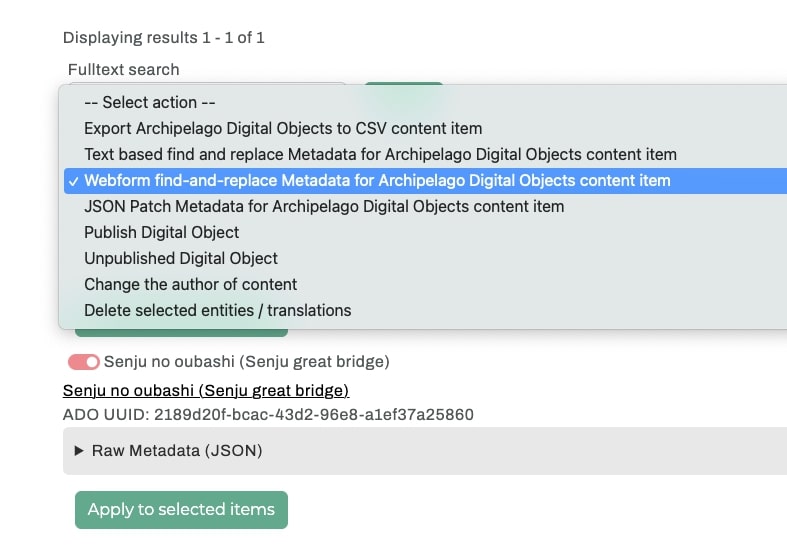 Displaying results 1 - 1 of 1
Fulltext search
-- Select action --
Export Archipelago Digital Objects to CSV content item
Text based find and replace Metadata for Archipelago Digital Objects content item
✓ Webform find-and-replace Metadata for Archipelago Digital Objects content item
JSON Patch Metadata for Archipelago Digital Objects content item
Publish Digital Object
Unpublished Digital Object
Change the author of content
Delete selected entities / translations
Senju no oubashi (Senju great bridge)
Senju no oubashi (Senju great bridge)
ADO UUID: 2189d20f-bcac-43d2-96e8-a1ef37a25860
Raw Metadata (JSON)
Apply to selected items